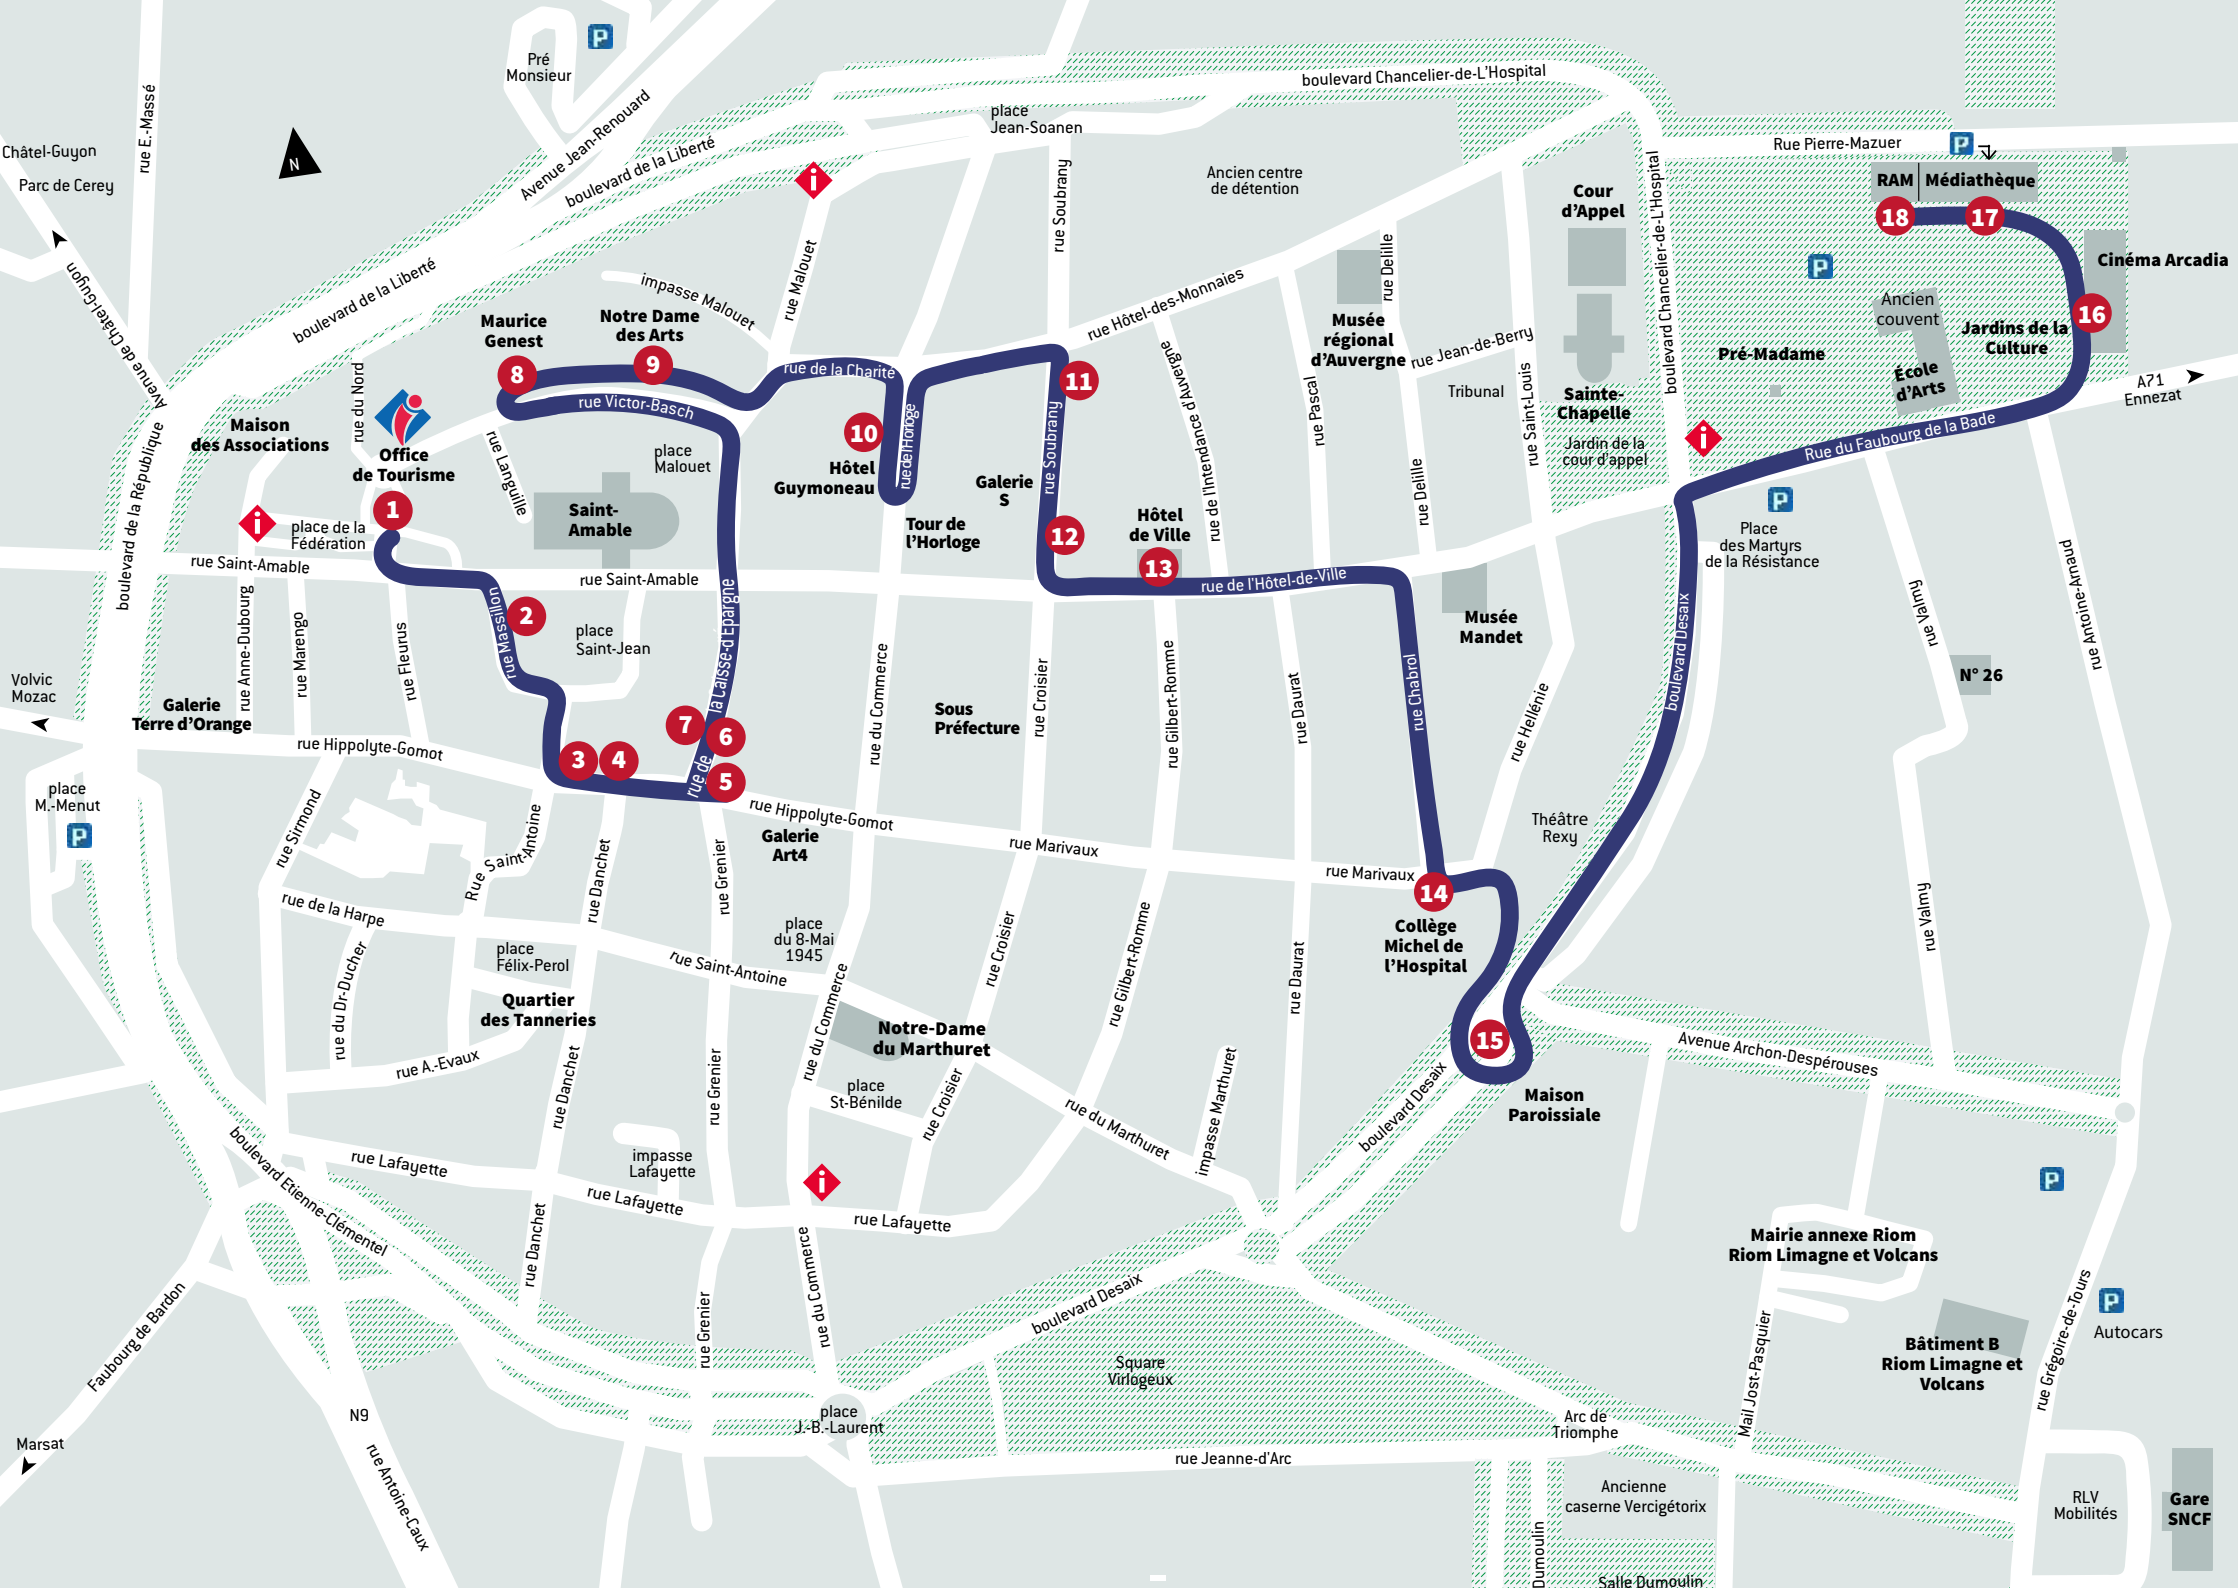 Pré
Monsieur
P
boulevard Chancelier-de-L'Hospital
rue E.-Massé
Avenue Jean-Renouard
boulevard de la Liberté
place
Jean-Soanen
Châtel-Guyon
Parc de Cerey
N
i
rue Soubrany
Ancien centre
de détention
Cour
d'Appel
boulevard Chancelier-de-L'Hospital
Rue Pierre-Mazuer
P
RAM
Médiathèque
18
17
P
Cinéma Arcadia
16
Ancien
couvent
Jardins de la
Culture
École
d'Arts
Pré-Madame
A71
Ennezat
Avenue de Châtel-Guyon
boulevard de la Liberté
impasse Malouet
rue Malouet
rue Hôtel-des-Monnaies
Musée
régional
d'Auvergne
rue Delille
rue Jean-de-Berry
Tribunal
rue Saint-Louis
Sainte-
Chapelle
Jardin de la
cour d'appel
i
Rue du Faubourg de la Bade
Maurice
Genest
8
Notre Dame
des Arts
9
rue Victor-Basch
rue de la Charité
rue de l'Horloge
10
Hôtel
Guymoneau
Tour de
l'Horloge
11
rue Soubrany
Galerie
S
12
Hôtel
de Ville
13
rue de l'Intendance d'Auvergne
rue Pascal
rue Delille
rue du Nord
Maison
des Associations
Office
de Tourisme
1
rue Languille
place
Malouet
Saint-
Amable
i
place de la
Fédération
boulevard de la République
rue Saint-Amable
rue Saint-Amable
rue de l'Hôtel-de-Ville
P
Place
des Martyrs
de la Résistance
boulevard Desaix
rue Valmy
rue Antoine-Arnaud
N° 26
rue Anne-Dubourg
rue Marengo
rue Fleurus
rue Massillon
2
place
Saint-Jean
rue de la Caisse-d'Epargne
7
6
5
3
4
Volvic
Mozac
Galerie
Terre d'Orange
rue Hippolyte-Gomot
rue du Commerce
Sous
Préfecture
rue Croisier
rue Gilbert-Romme
rue Daurat
rue Chabrol
Musée
Mandet
rue Hellénie
Théâtre
Rexy
place
M.-Menut
P
rue Sirmond
Rue Saint-Antoine
rue Danchet
rue Grenier
rue Hippolyte-Gomot
Galerie
Art4
rue Marivaux
rue Marivaux
14
Collège
Michel de
l'Hospital
rue Valmy
rue de la Harpe
rue du Dr-Ducher
place
Félix-Perol
Quartier
des Tanneries
rue Saint-Antoine
place
du 8-Mai
1945
rue du Commerce
rue Croisier
rue Gilbert-Romme
rue Daurat
15
Maison
Paroissiale
Avenue Archon-Despérouses
Notre-Dame
du Marthuret
rue A.-Evaux
rue Danchet
rue Grenier
place
St-Bénilde
rue Croisier
rue du Marthuret
impasse Marthuret
boulevard Desaix
boulevard Etienne-Clémentel
rue Lafayette
impasse
Lafayette
rue Lafayette
i
rue Lafayette
P
Mairie annexe Riom
Riom Limagne et Volcans
rue Danchet
rue Grenier
rue du Commerce
boulevard Desaix
P
Autocars
Faubourg de Bardon
Square
Virlogeux
Mail Jost-Pasquier
Bâtiment B
Riom Limagne et
Volcans
rue Grégoire-de-Tours
N9
place
J.-B.-Laurent
Arc de
Triomphe
Marsat
rue Antoine-Caux
rue Jeanne-d'Arc
Ancienne
caserne Vercigétorix
RLV
Mobilités
Gare
SNCF
Dumoulin
Salle Dumoulin